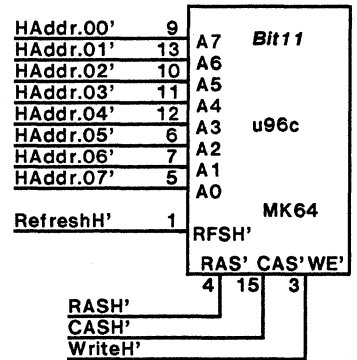 HAddr.00' 9 A7 Bit11
HAddr.01' 13 A6
HAddr.02' 10 A5
HAddr.03' 11 A4
HAddr.04' 12 A3 u96c
HAddr.05' 6 A2
HAddr.06' 7 A1
HAddr.07' 5 A0
MK64
RefreshH' 1 RFSH'
RAS' CAS' WE'
4 15 3
RASH'
CASH'
WriteH'